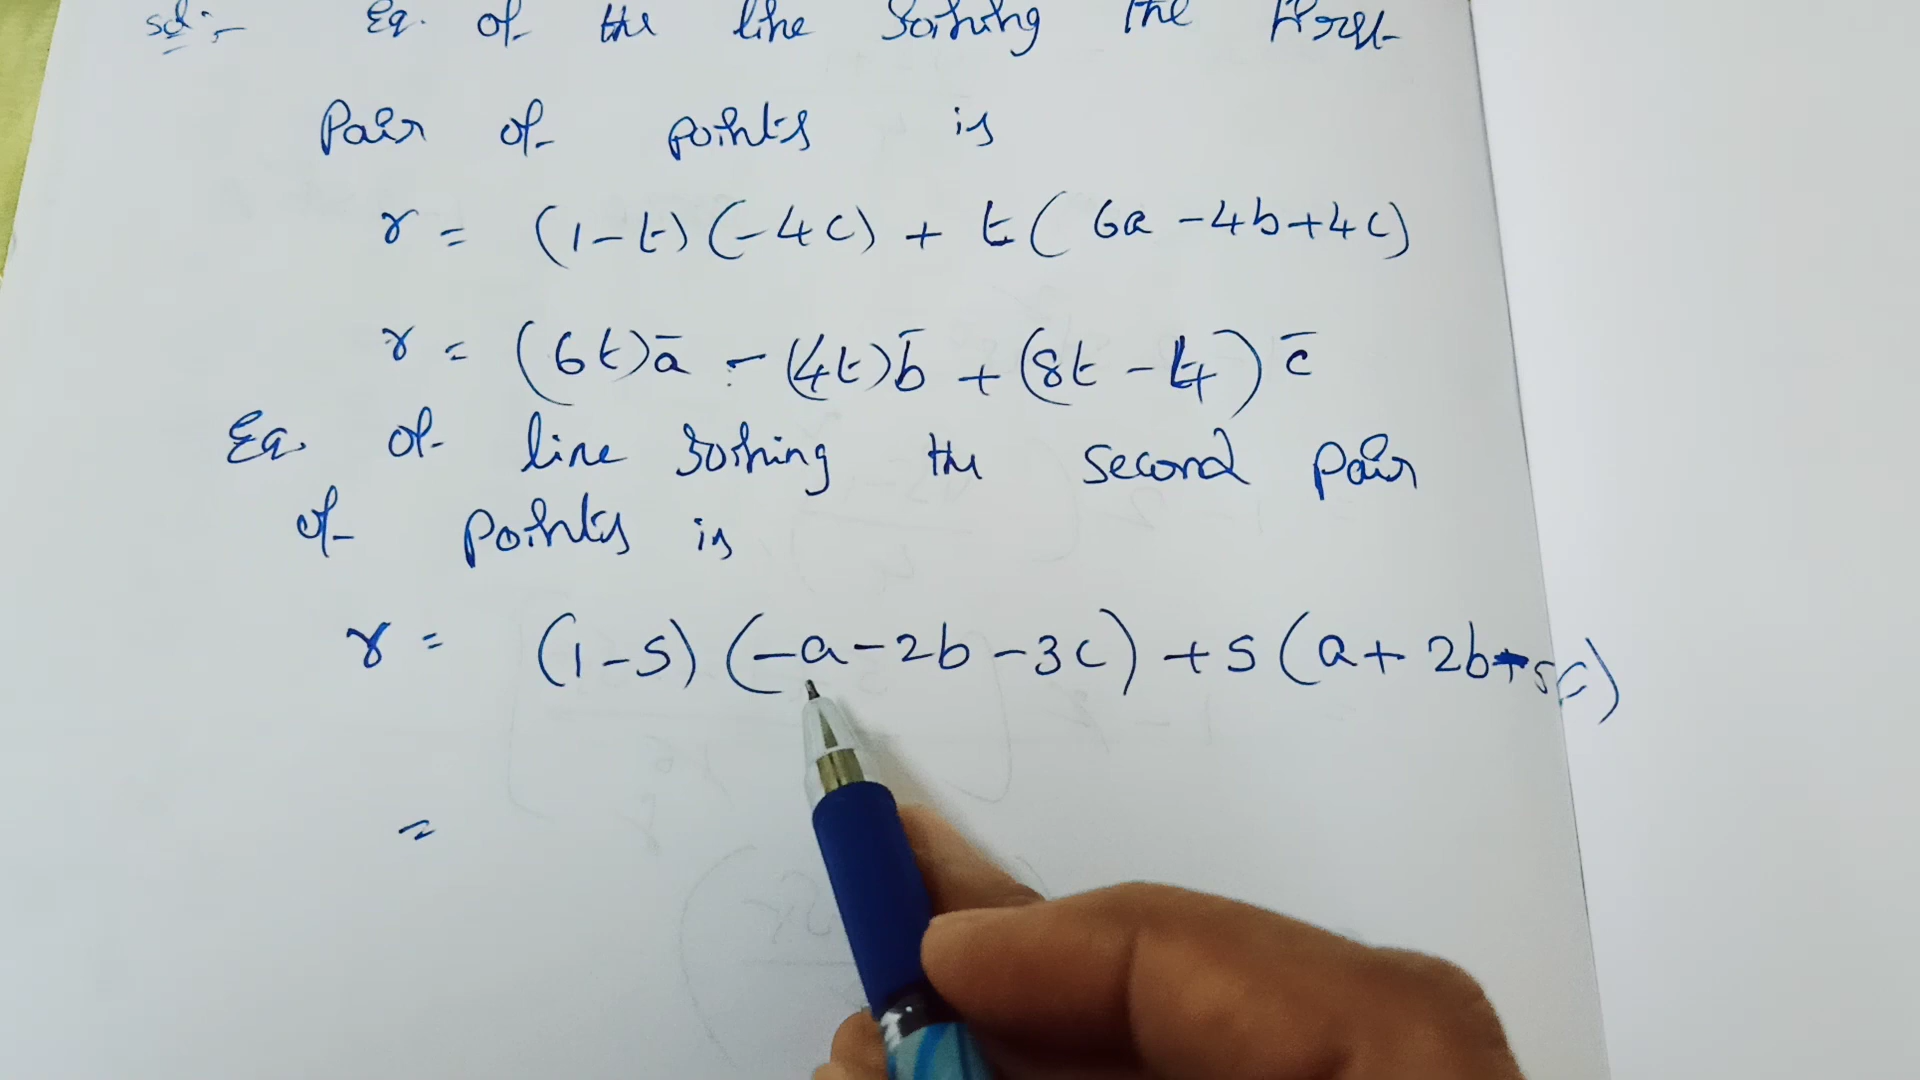 sol:- Eq. of the line Joining the first
Pair of points is
r = (1-t)(-4c) + t(6a-4b+4c)
r = (6t)a̅ - (4t)b̅ + (8t-4)c̅
Eq. of line Joining the second pair
of points is
r = (1-s)(-a-2b-3c)+s(a+2b-5c)
=